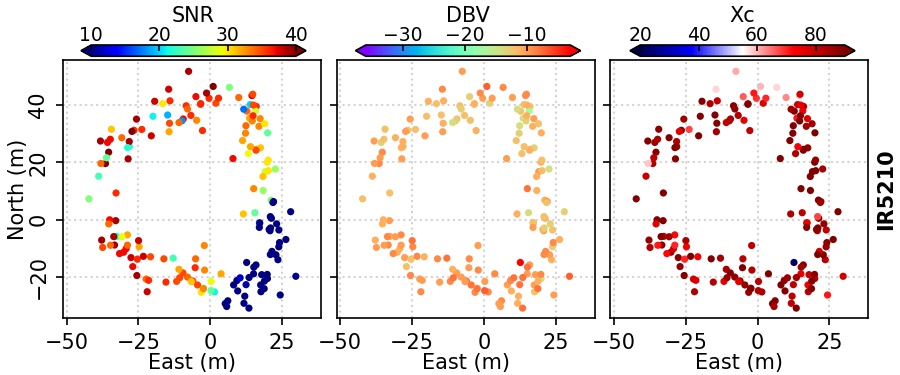 SNR DBV Xc
10 20 30 40 −30 −20 −10 20 40 60 80
40
20
0
−20
North (m)
IR5210
−50 −25 0 25 −50 −25 0 25 −50 −25 0 25
East (m) East (m) East (m)